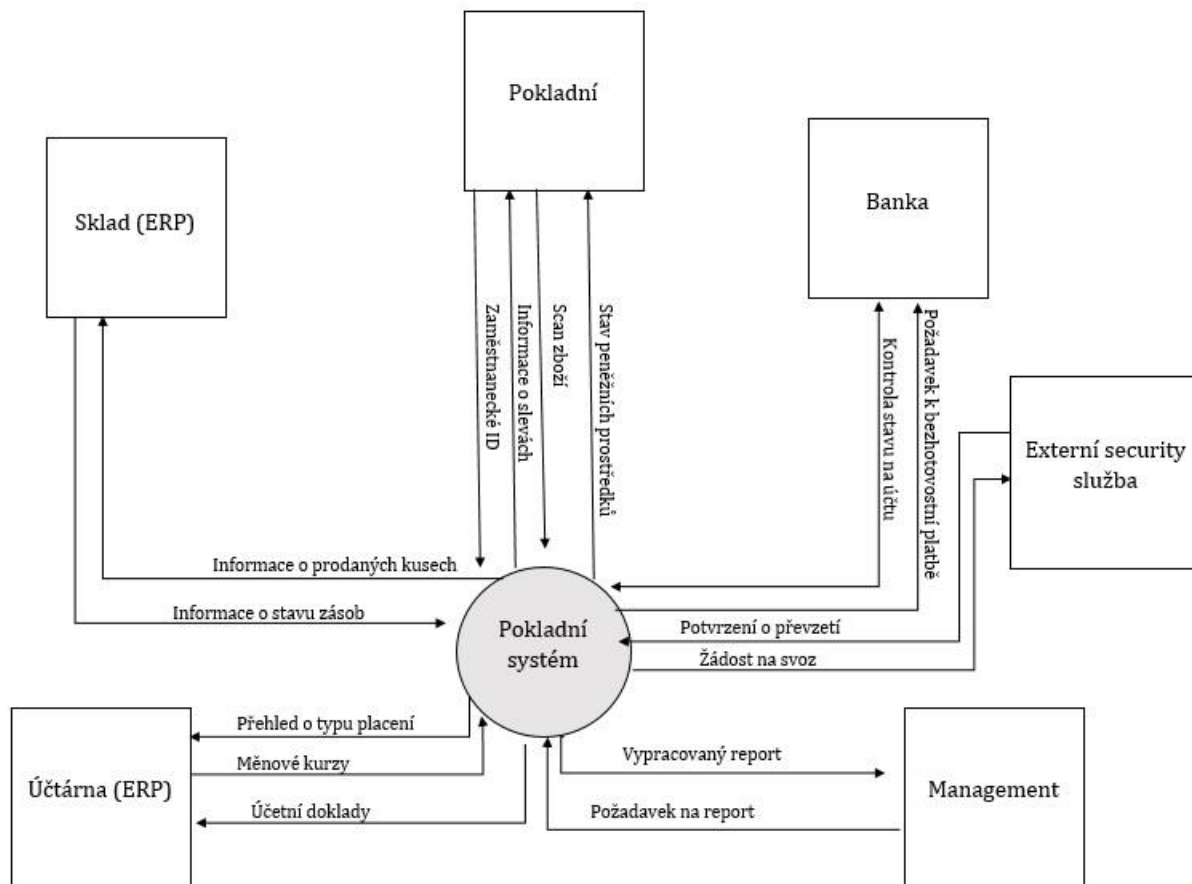 Pokladní
Sklad (ERP)
Banka
Zaměstnanecké ID
Informace o slevách
Scan zboží
Stav peněžních prostředků
Kontrola stavu na účtu
Požadavek k bezhotovostní platbě
Externí security
služba
Informace o prodaných kusech
Informace o stavu zásob
Pokladní
systém
Potvrzení o převzetí
Žádost na svoz
Účtárna (ERP)
Přehled o typu placení
Měnové kurzy
Účetní doklady
Vypracovaný report
Požadavek na report
Management